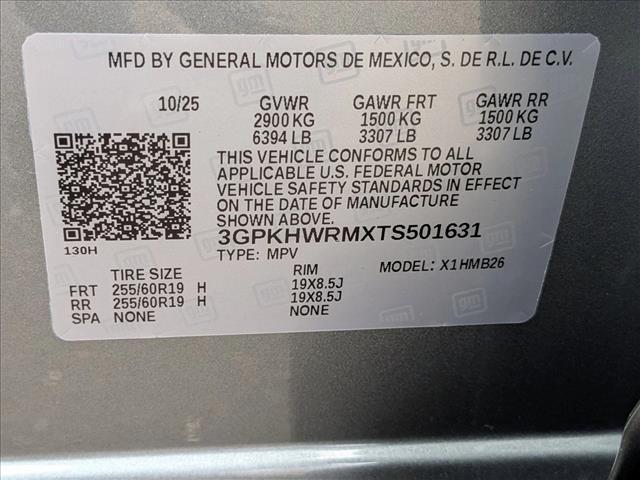 MFD BY GENERAL MOTORS DE MEXICO, S. DE R.L. DE C.V.
10/25 GVWR GAWR FRT GAWR RR
2900 KG 1500 KG 1500 KG
6394 LB 3307 LB 3307 LB
THIS VEHICLE CONFORMS TO ALL
APPLICABLE U.S. FEDERAL MOTOR
VEHICLE SAFETY STANDARDS IN EFFECT
ON THE DATE OF MANUFACTURE
SHOWN ABOVE.
3GPKHWRMXTS501631
130H
TYPE: MPV MODEL: X1HMB26
TIRE SIZE RIM
FRT 255/60R19 H 19X8.5J
RR 255/60R19 H 19X8.5J
SPA NONE NONE